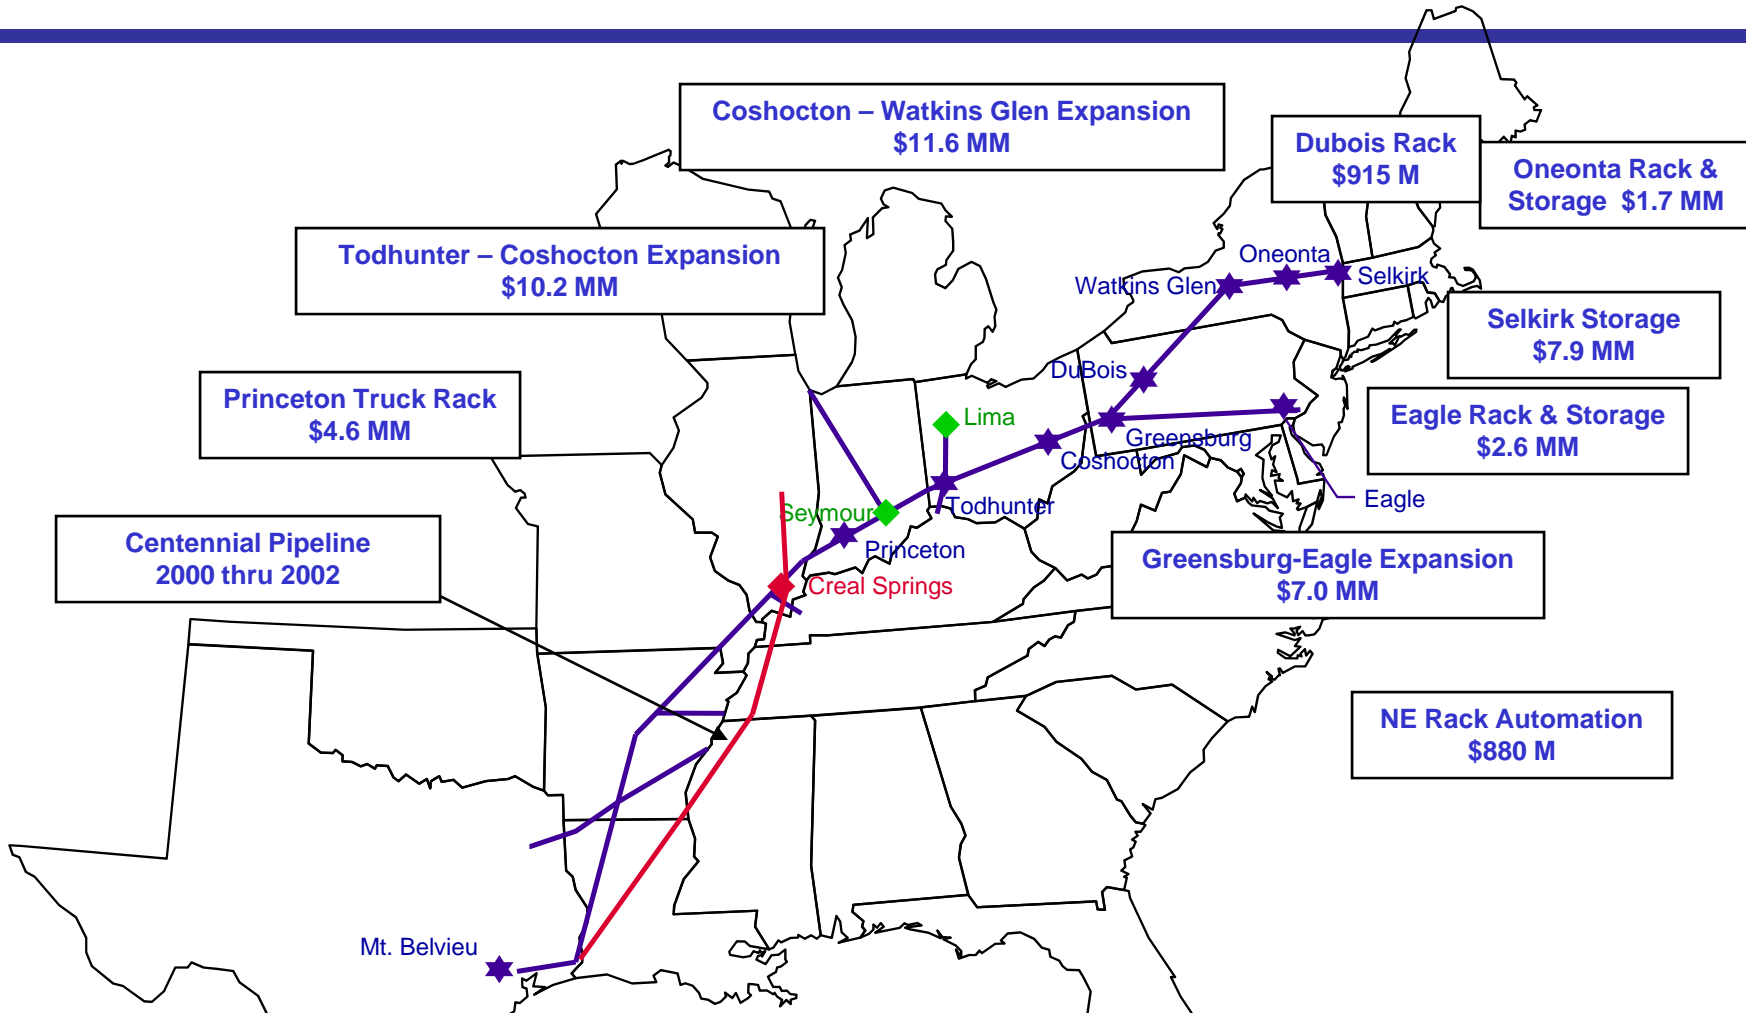 Coshocton – Watkins Glen Expansion
$11.6 MM
Dubois Rack
$915 M
Oneonta Rack &
Storage $1.7 MM
Todhunter – Coshocton Expansion
$10.2 MM
Oneonta
Selkirk
Watkins Glen
Selkirk Storage
$7.9 MM
Princeton Truck Rack
$4.6 MM
DuBois
Eagle Rack & Storage
$2.6 MM
Lima
Greensburg
Coshocton
Eagle
Todhunter
Seymour
Princeton
Centennial Pipeline
2000 thru 2002
Greensburg-Eagle Expansion
$7.0 MM
Creal Springs
NE Rack Automation
$880 M
Mt. Belvieu